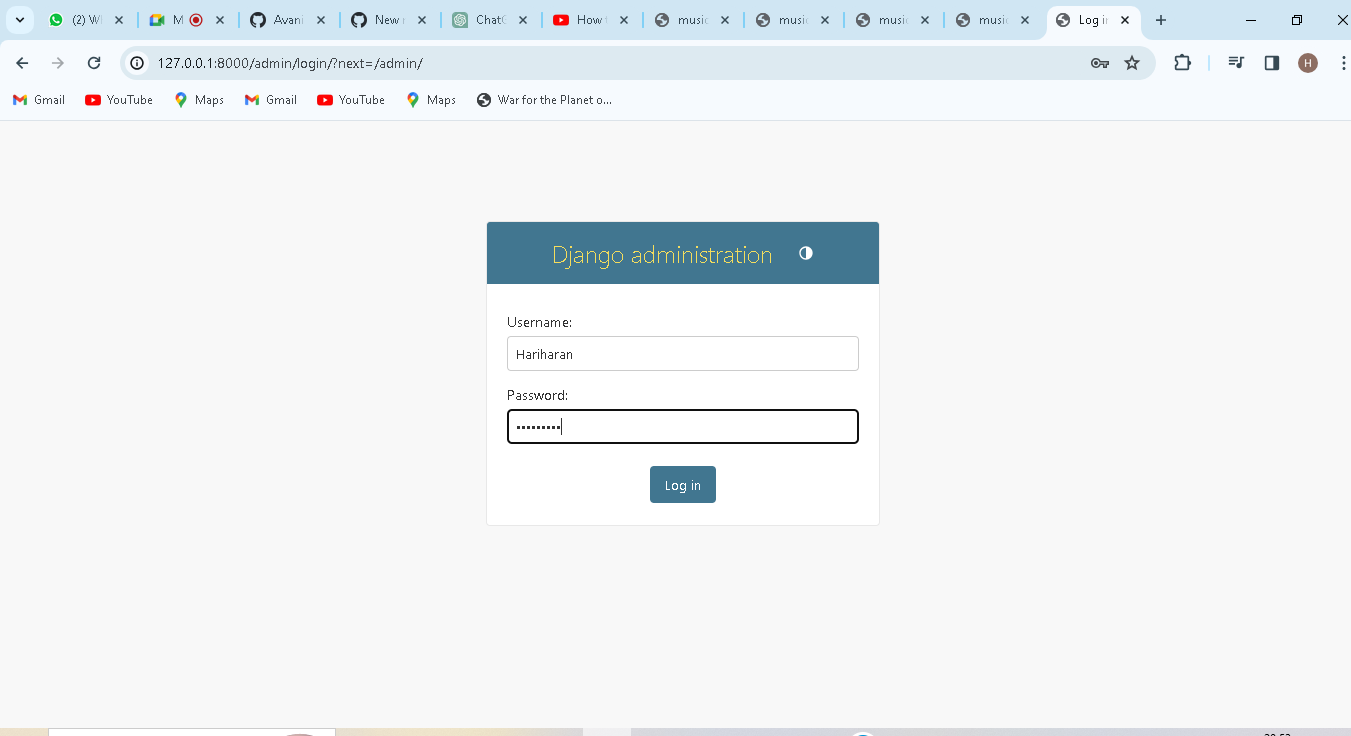 (2) W
M
Avani
New r
Chat
How t
music
music
music
music
Log in
127.0.0.1:8000/admin/login/?next=/admin/
H
Gmail
YouTube
Maps
Gmail
YouTube
Maps
War for the Planet o...
Django administration
Username:
Hariharan
Password:
•••••••••
Log in